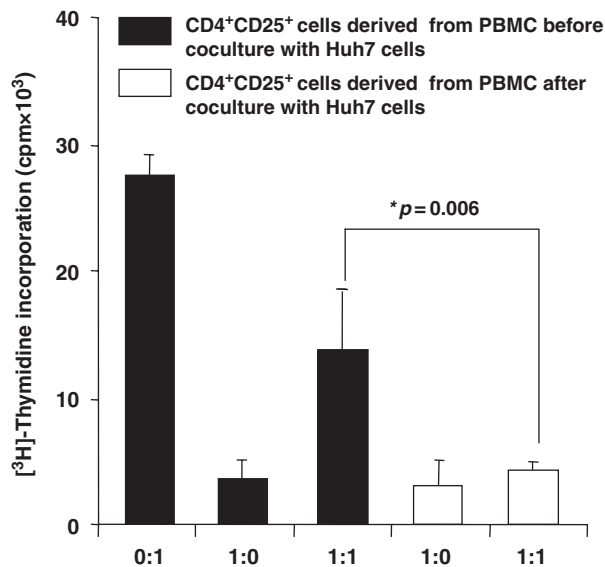 40
30
20
10
0
[³H]-Thymidine incorporation (cpm×10³)
CD4⁺CD25⁺ cells derived from PBMC before
coculture with Huh7 cells
CD4⁺CD25⁺ cells derived from PBMC after
coculture with Huh7 cells
*p=0.006
0:1 1:0 1:1 1:0 1:1